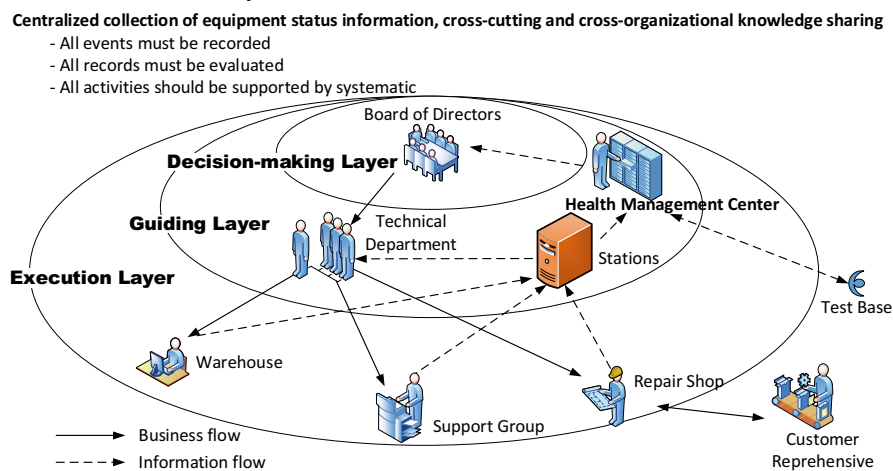 Centralized collection of equipment status information, cross-cutting and cross-organizational knowledge sharing
- All events must be recorded
- All records must be evaluated
- All activities should be supported by systematic
Board of Directors
Decision-making Layer
Health Management Center
Guiding Layer
Technical
Department
Stations
Execution Layer
Test Base
Warehouse
Repair Shop
Support Group
Customer
Reprehensive
Business flow
Information flow